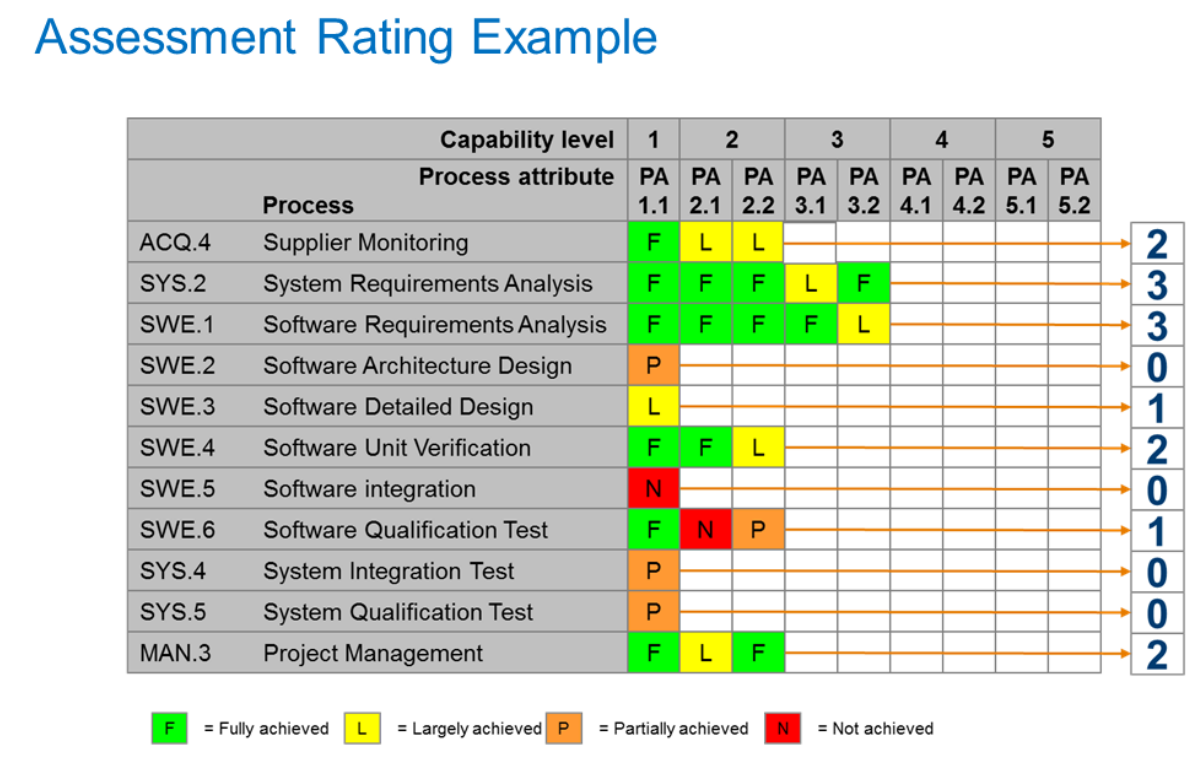 Assessment Rating Example
Capability level 1 2 3 4 5
Process attribute PA PA PA PA PA PA PA PA PA
Process 1.1 2.1 2.2 3.1 3.2 4.1 4.2 5.1 5.2
ACQ.4 Supplier Monitoring F L L 2
SYS.2 System Requirements Analysis F F F L F 3
SWE.1 Software Requirements Analysis F F F F L 3
SWE.2 Software Architecture Design P 0
SWE.3 Software Detailed Design L 1
SWE.4 Software Unit Verification F F L 2
SWE.5 Software integration N 0
SWE.6 Software Qualification Test F N P 1
SYS.4 System Integration Test P 0
SYS.5 System Qualification Test P 0
MAN.3 Project Management F L F 2
F = Fully achieved L = Largely achieved P = Partially achieved N = Not achieved